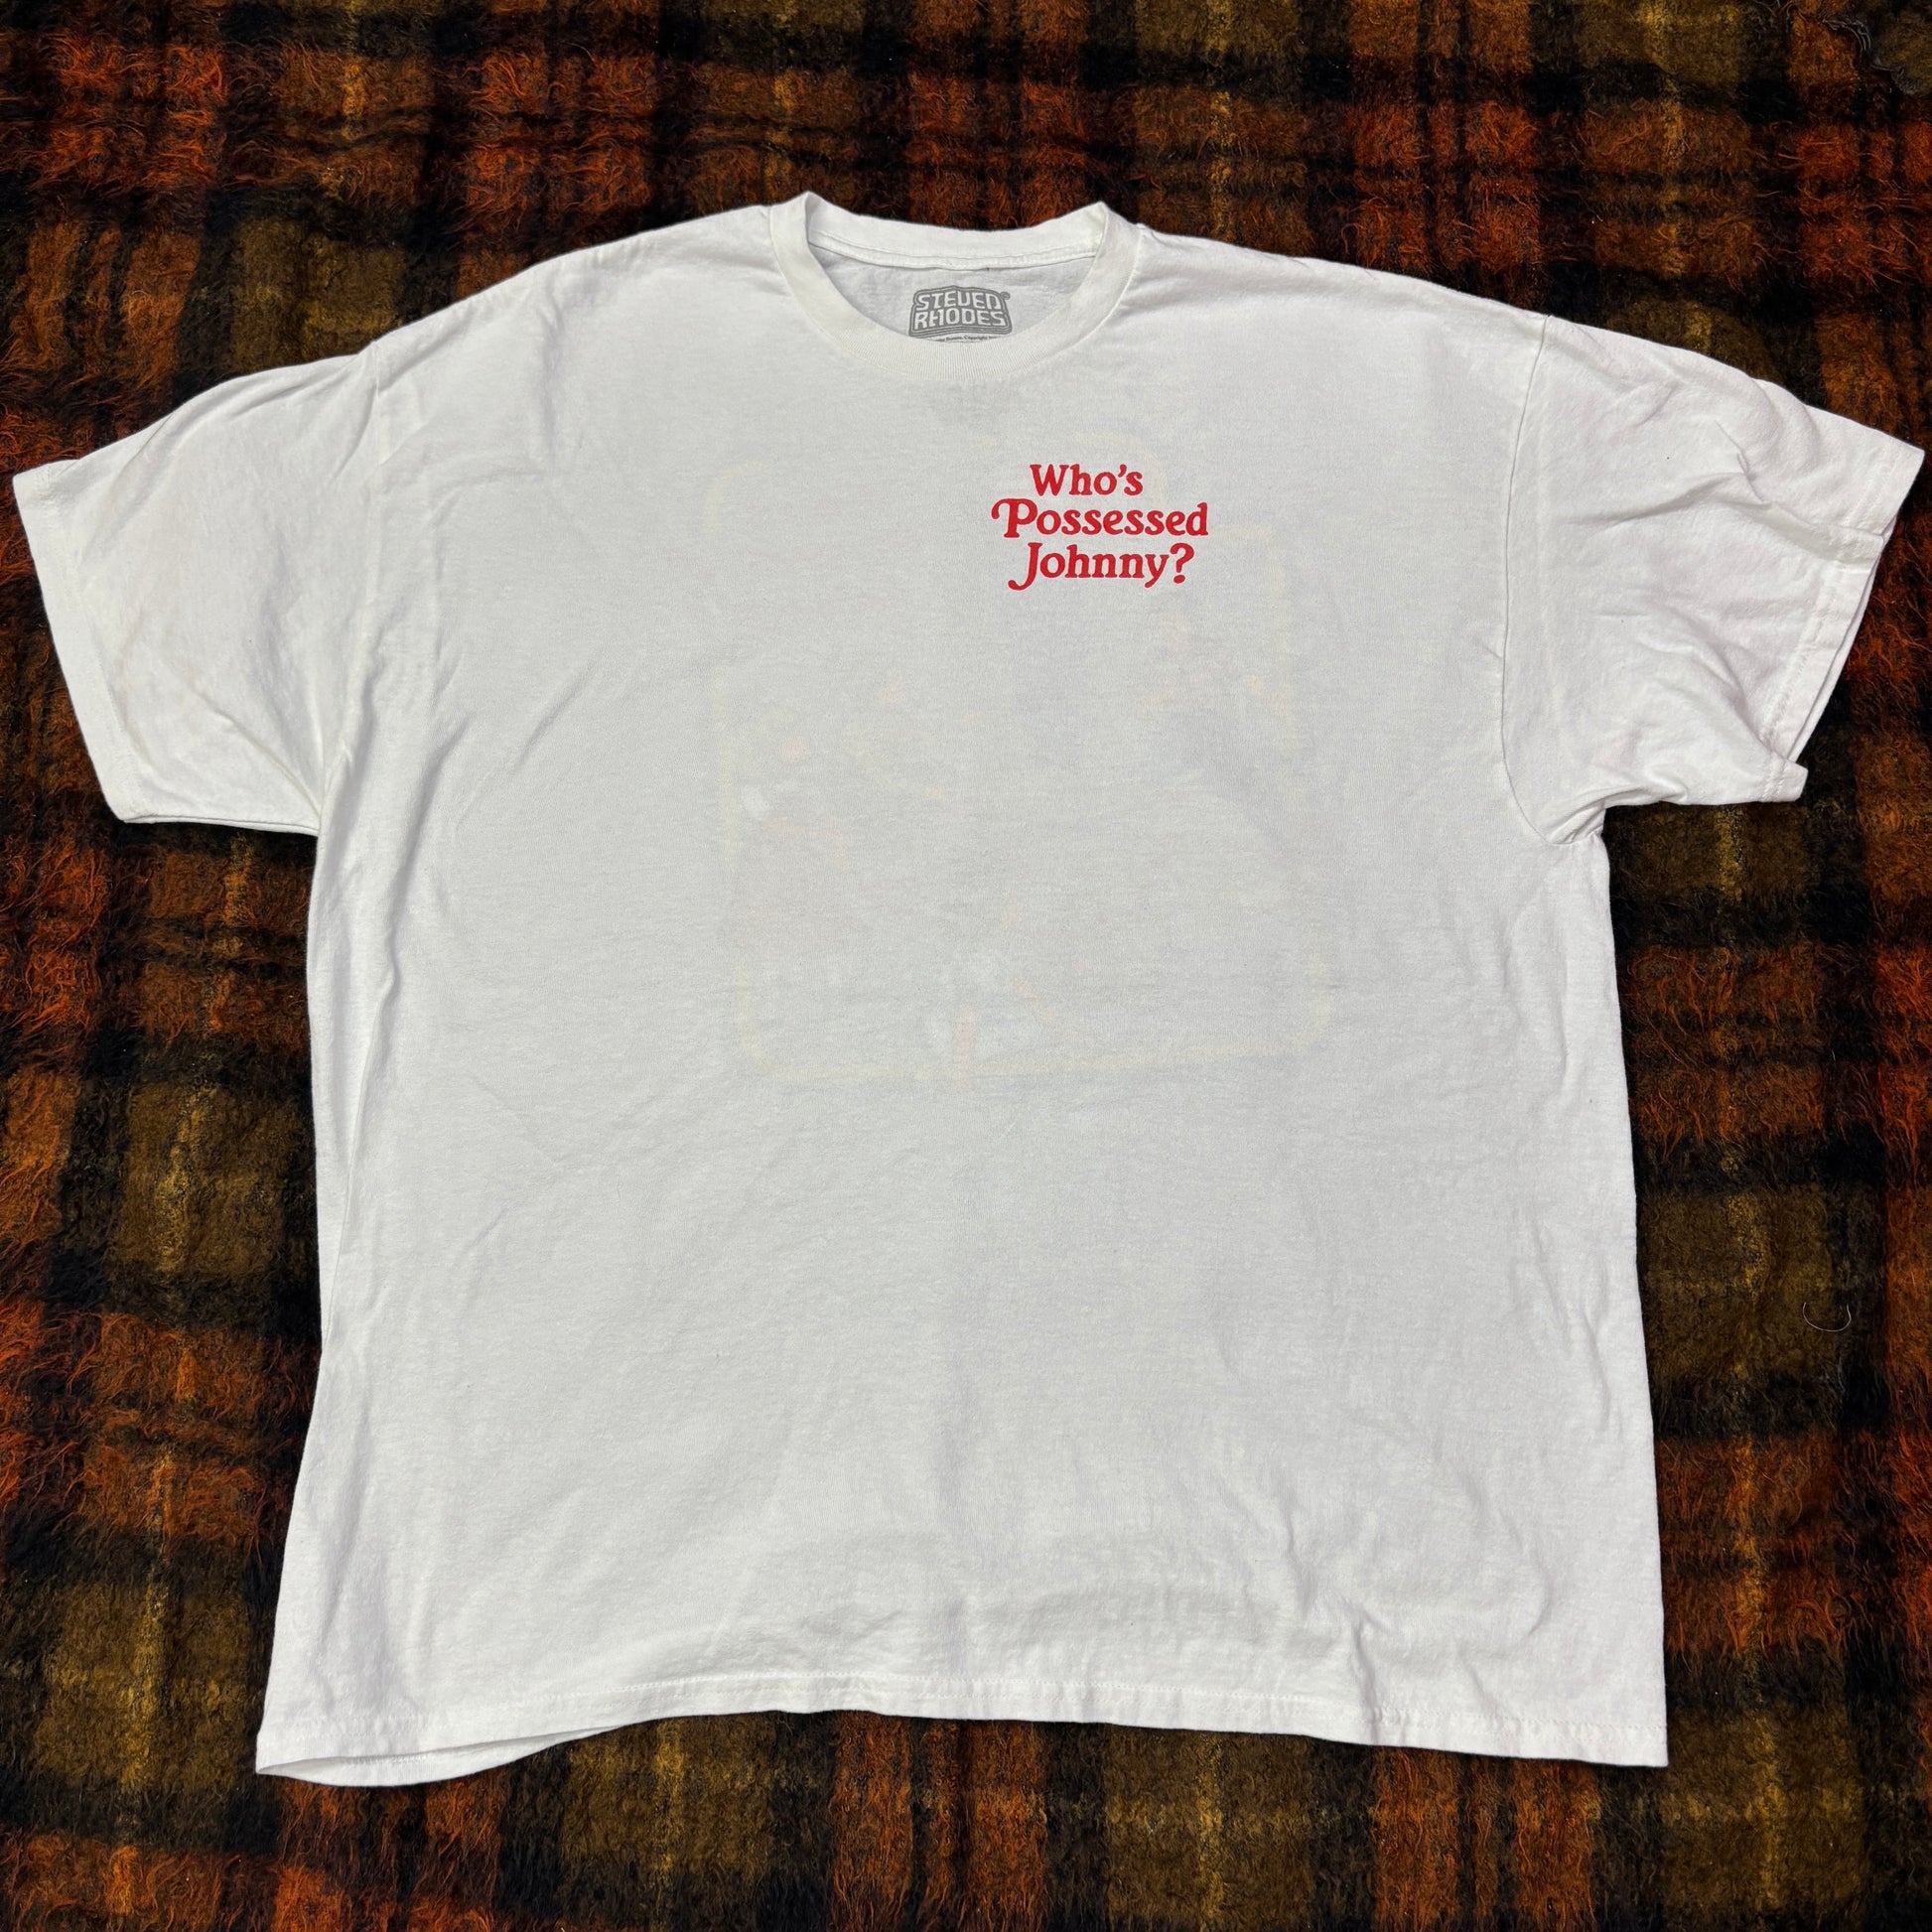 STEVEN
RHODES®
Who's
Possessed
Johnny?